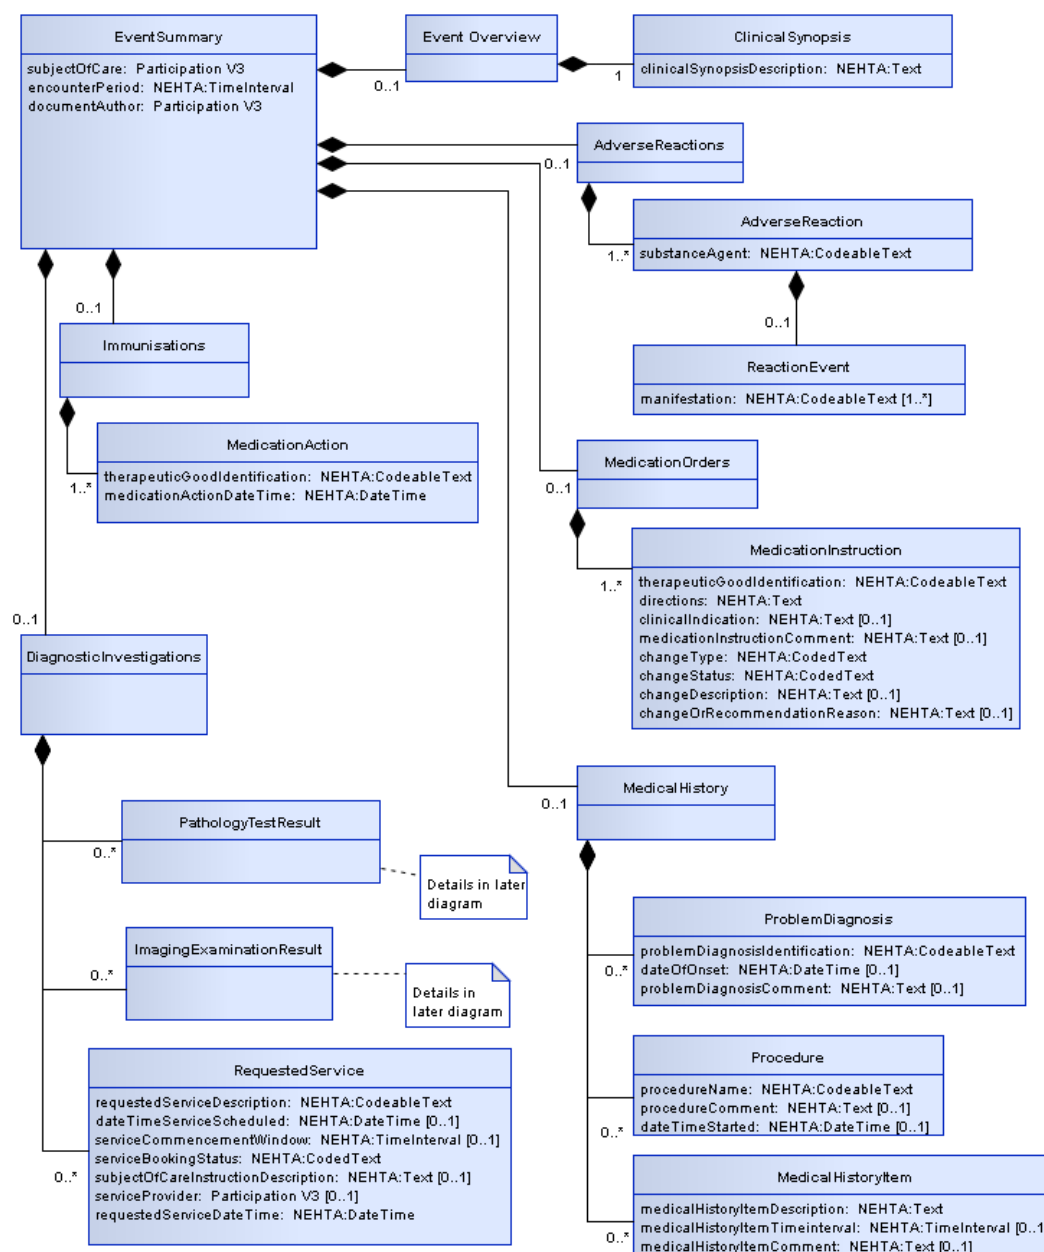 EventSummary
subjectOfCare: Participation V3
encounterPeriod: NEHTA:TimeInterval
documentAuthor: Participation V3
0..1
Event Overview
1
ClinicalSynopsis
clinicalSynopsisDescription: NEHTA:Text
0..1
AdverseReactions
1..*
AdverseReaction
substanceAgent: NEHTA:CodeableText
0..1
ReactionEvent
manifestation: NEHTA:CodeableText [1..*]
0..1
Immunisations
1..*
MedicationAction
therapeuticGoodIdentification: NEHTA:CodeableText
medicationActionDateTime: NEHTA:DateTime
0..1
MedicationOrders
1..*
MedicationInstruction
therapeuticGoodIdentification: NEHTA:CodeableText
directions: NEHTA:Text
clinicalIndication: NEHTA:Text [0..1]
medicationInstructionComment: NEHTA:Text [0..1]
changeType: NEHTA:CodedText
changeStatus: NEHTA:CodedText
changeDescription: NEHTA:Text [0..1]
changeOrRecommendationReason: NEHTA:Text [0..1]
0..1
DiagnosticInvestigations
0..*
PathologyTestResult
Details in later
diagram
0..*
ImagingExaminationResult
Details in
later diagram
0..*
RequestedService
requestedServiceDescription: NEHTA:CodeableText
dateTimeServiceScheduled: NEHTA:DateTime [0..1]
serviceCommencementWindow: NEHTA:TimeInterval [0..1]
serviceBookingStatus: NEHTA:CodedText
subjectOfCareInstructionDescription: NEHTA:Text [0..1]
serviceProvider: Participation V3 [0..1]
requestedServiceDateTime: NEHTA:DateTime
0..1
MedicalHistory
0..*
ProblemDiagnosis
problemDiagnosisIdentification: NEHTA:CodeableText
dateOfOnset: NEHTA:DateTime [0..1]
problemDiagnosisComment: NEHTA:Text [0..1]
0..*
Procedure
procedureName: NEHTA:CodeableText
procedureComment: NEHTA:Text [0..1]
dateTimeStarted: NEHTA:DateTime [0..1]
0..*
MedicalHistoryItem
medicalHistoryItemDescription: NEHTA:Text
medicalHistoryItemTimeinterval: NEHTA:TimeInterval [0..1
medicalHistoryItemComment: NEHTA:Text [0..1]